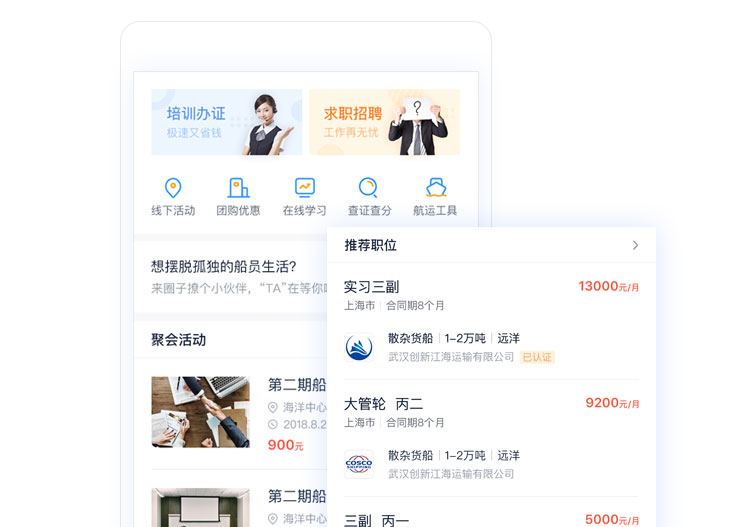 培训办证
极速又省钱
求职招聘
工作再无忧
?
线下活动
团购优惠
在线学习
查证查分
航运工具
想摆脱孤独的船员生活?
来圈子撩个小伙伴，“TA”在等你
聚会活动
第二期船
海洋中心
2018.8.2
900元
第二期船
海洋中心
推荐职位
实习三副
13000元/月
上海市 合同期8个月
散杂货船 1-2万吨 远洋
武汉创新江海运输有限公司 已认证
大管轮 丙二
9200元/月
上海市 合同期8个月
COSCO
SHIPPING
散杂货船 1-2万吨 远洋
武汉创新江海运输有限公司
三副 丙一
5000元/月